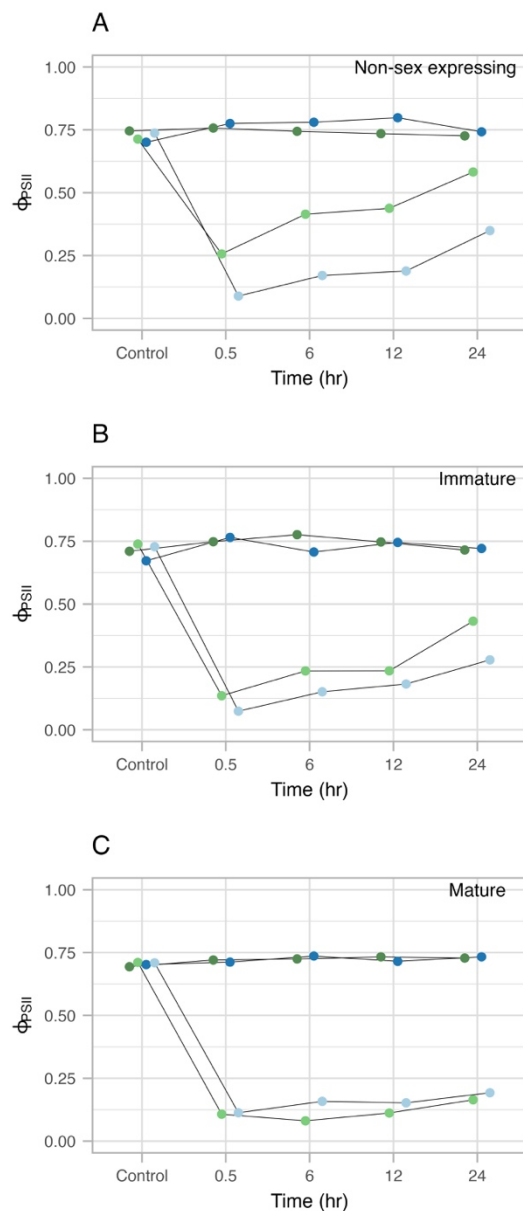 A
Non-sex expressing
1.00
0.75
0.50
0.25
0.00
ϕPSII
Control 0.5 6 12 24
Time (hr)
B
Immature
1.00
0.75
0.50
0.25
0.00
ϕPSII
Control 0.5 6 12 24
Time (hr)
C
Mature
1.00
0.75
0.50
0.25
0.00
ϕPSII
Control 0.5 6 12 24
Time (hr)